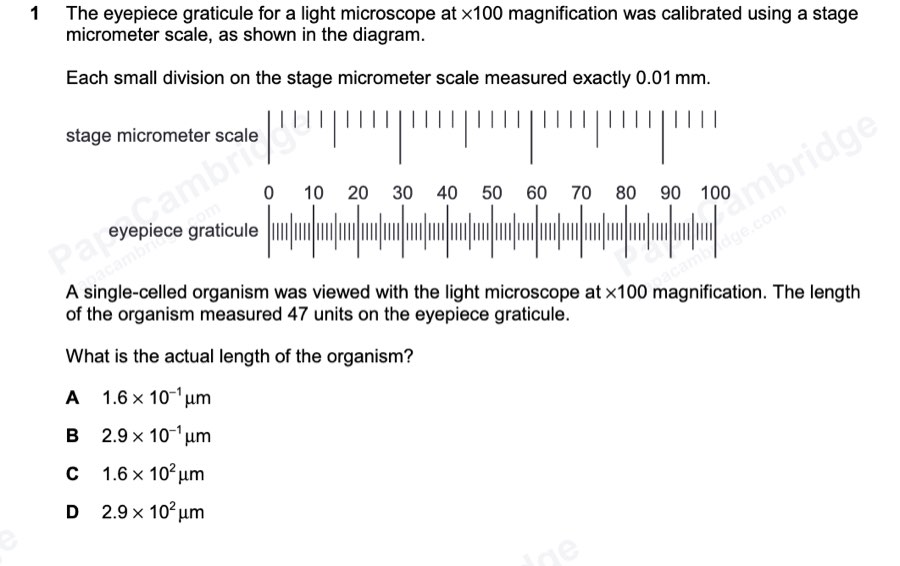 1 The eyepiece graticule for a light microscope at ×100 magnification was calibrated using a stage
micrometer scale, as shown in the diagram.
Each small division on the stage micrometer scale measured exactly 0.01 mm.
stage micrometer scale
0 10 20 30 40 50 60 70 80 90 100
eyepiece graticule
A single-celled organism was viewed with the light microscope at ×100 magnification. The length
of the organism measured 47 units on the eyepiece graticule.
What is the actual length of the organism?
A 1.6 × 10⁻¹ μm
B 2.9 × 10⁻¹ μm
C 1.6 × 10² μm
D 2.9 × 10² μm
PapaCambridge